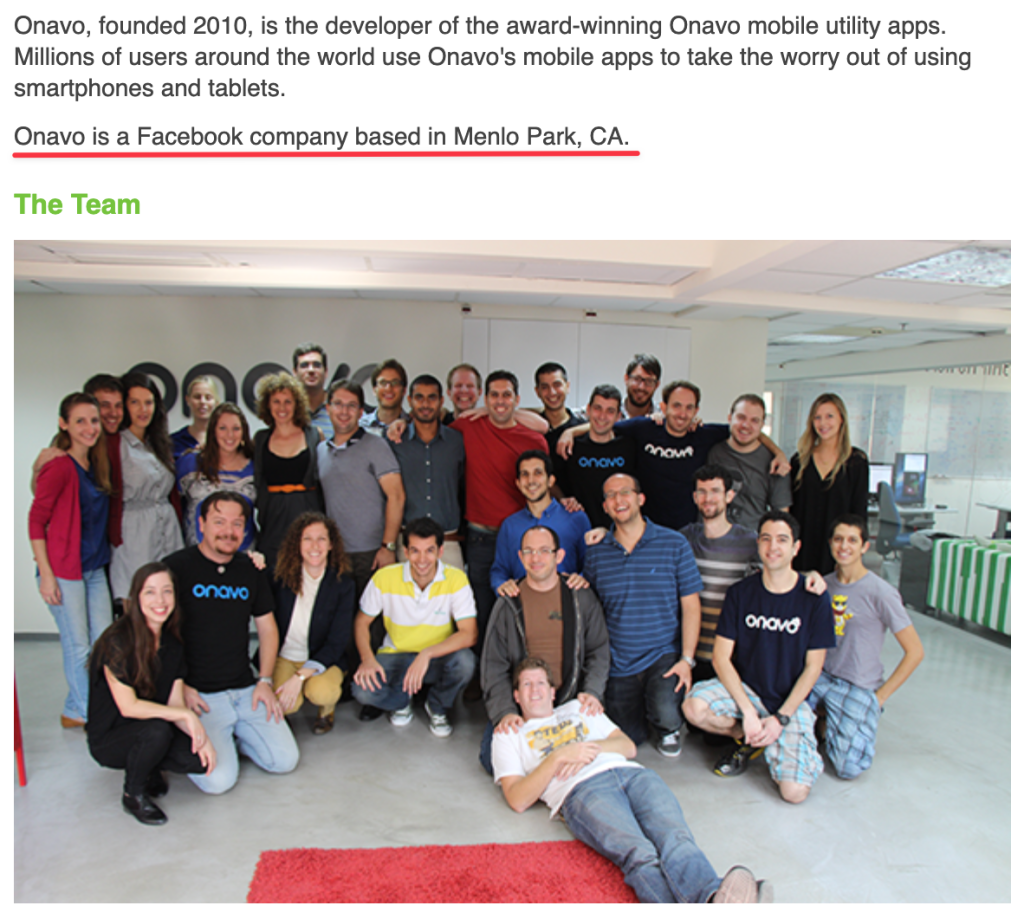 Onavo, founded 2010, is the developer of the award-winning Onavo mobile utility apps.
Millions of users around the world use Onavo's mobile apps to take the worry out of using
smartphones and tablets.
Onavo is a Facebook company based in Menlo Park, CA.
The Team
onavo
onavo
onavo
onavo